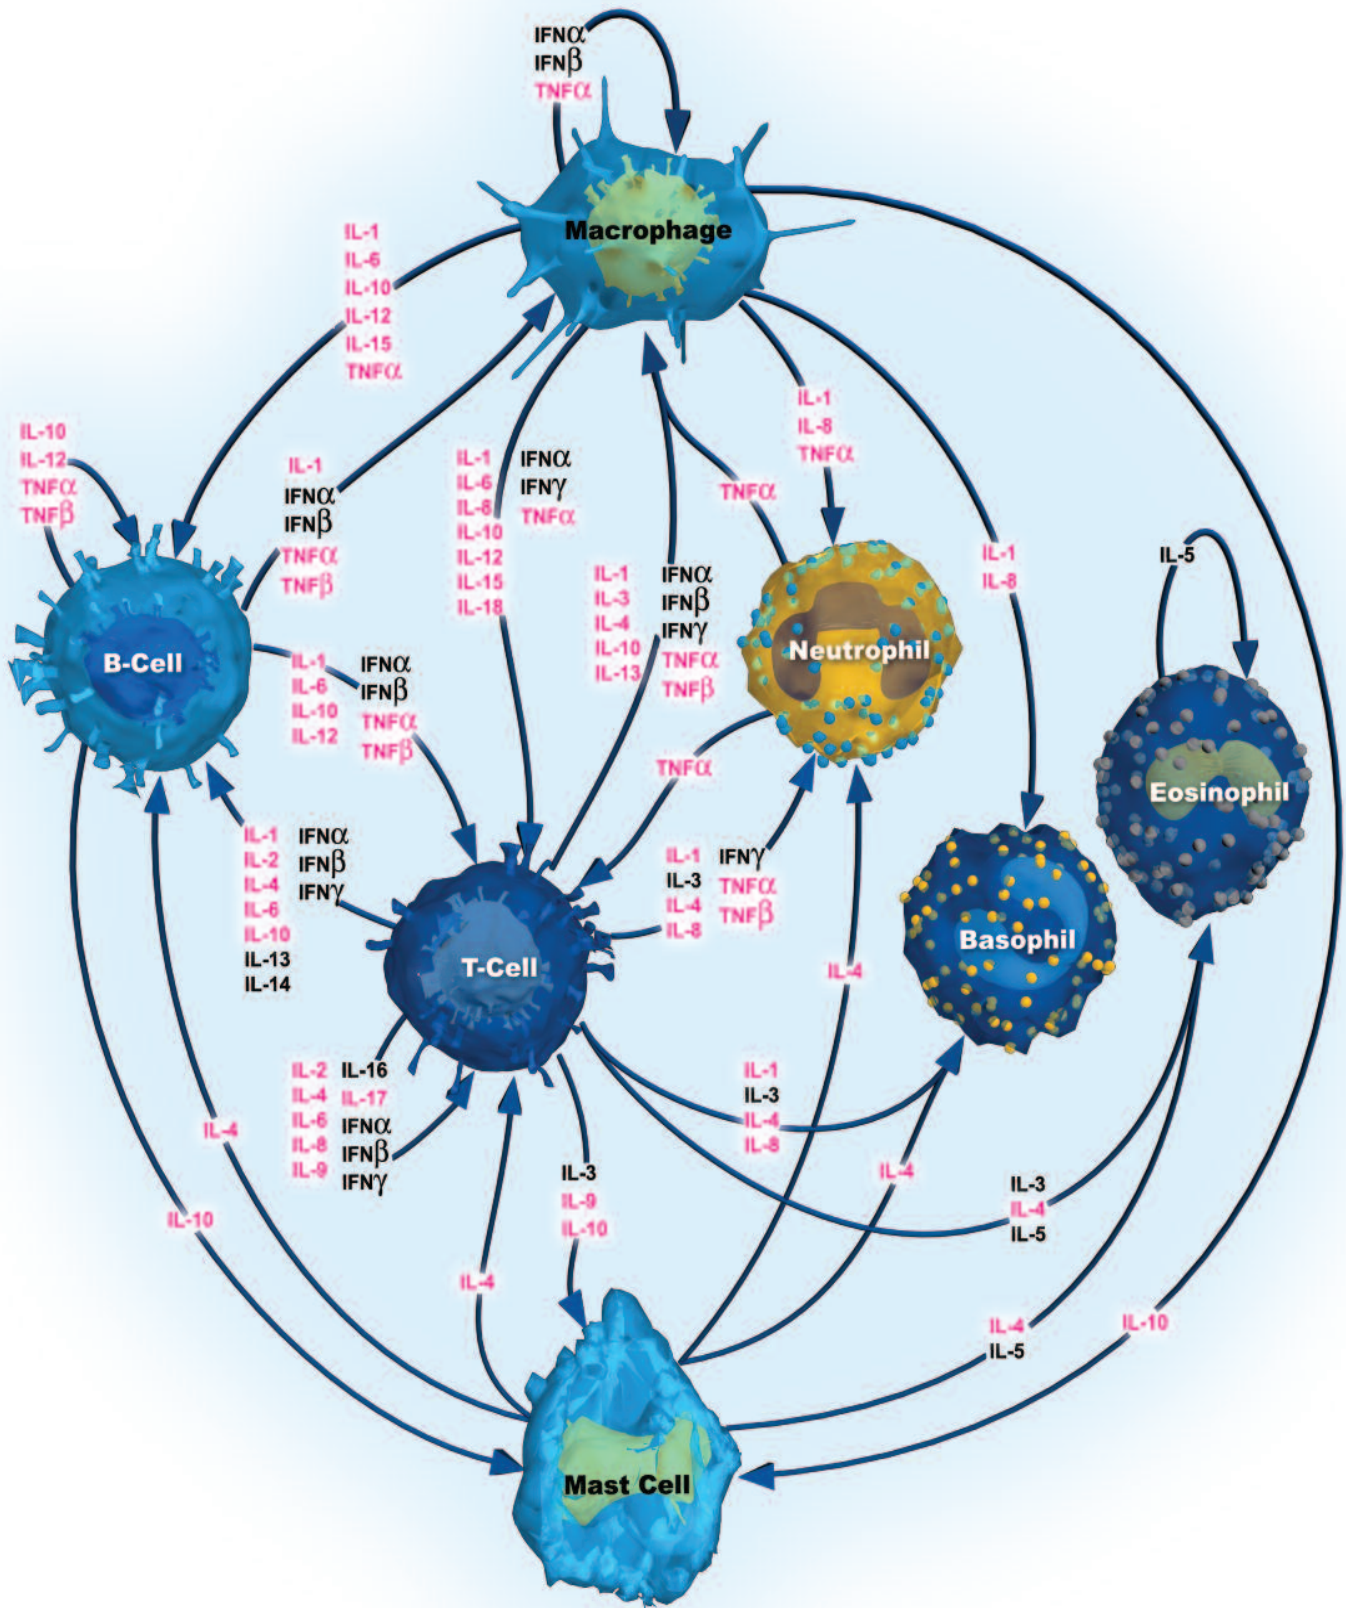 IFNα
IFNβ
TNFα
Macrophage
IL-1
IL-6
IL-10
IL-12
IL-15
TNFα
IL-10
IL-12
TNFα
TNFβ
IL-1
IFNα
IFNβ
TNFα
TNFβ
IL-1
IL-6
IL-8
IL-10
IL-12
IL-15
IL-18
IFNα
IFNγ
TNFα
IL-1
IL-8
TNFα
TNFα
IL-1
IL-8
IL-5
IL-1
IL-3
IL-4
IL-10
IL-13
IFNα
IFNβ
IFNγ
TNFα
TNFβ
B-Cell
Neutrophil
IL-1
IL-6
IL-10
IL-12
IFNα
IFNβ
TNFα
TNFβ
TNFα
Eosinophil
IL-1
IL-2
IL-4
IL-6
IL-10
IL-13
IL-14
IFNα
IFNβ
IFNγ
IL-1
IL-3
IL-4
IL-8
IFNγ
TNFα
TNFβ
T-Cell
Basophil
IL-4
IL-2
IL-4
IL-6
IL-8
IL-9
IL-16
IL-17
IFNα
IFNβ
IFNγ
IL-1
IL-3
IL-4
IL-8
IL-4
IL-10
IL-3
IL-9
IL-10
IL-4
IL-3
IL-4
IL-5
IL-4
IL-4
IL-5
IL-10
Mast Cell